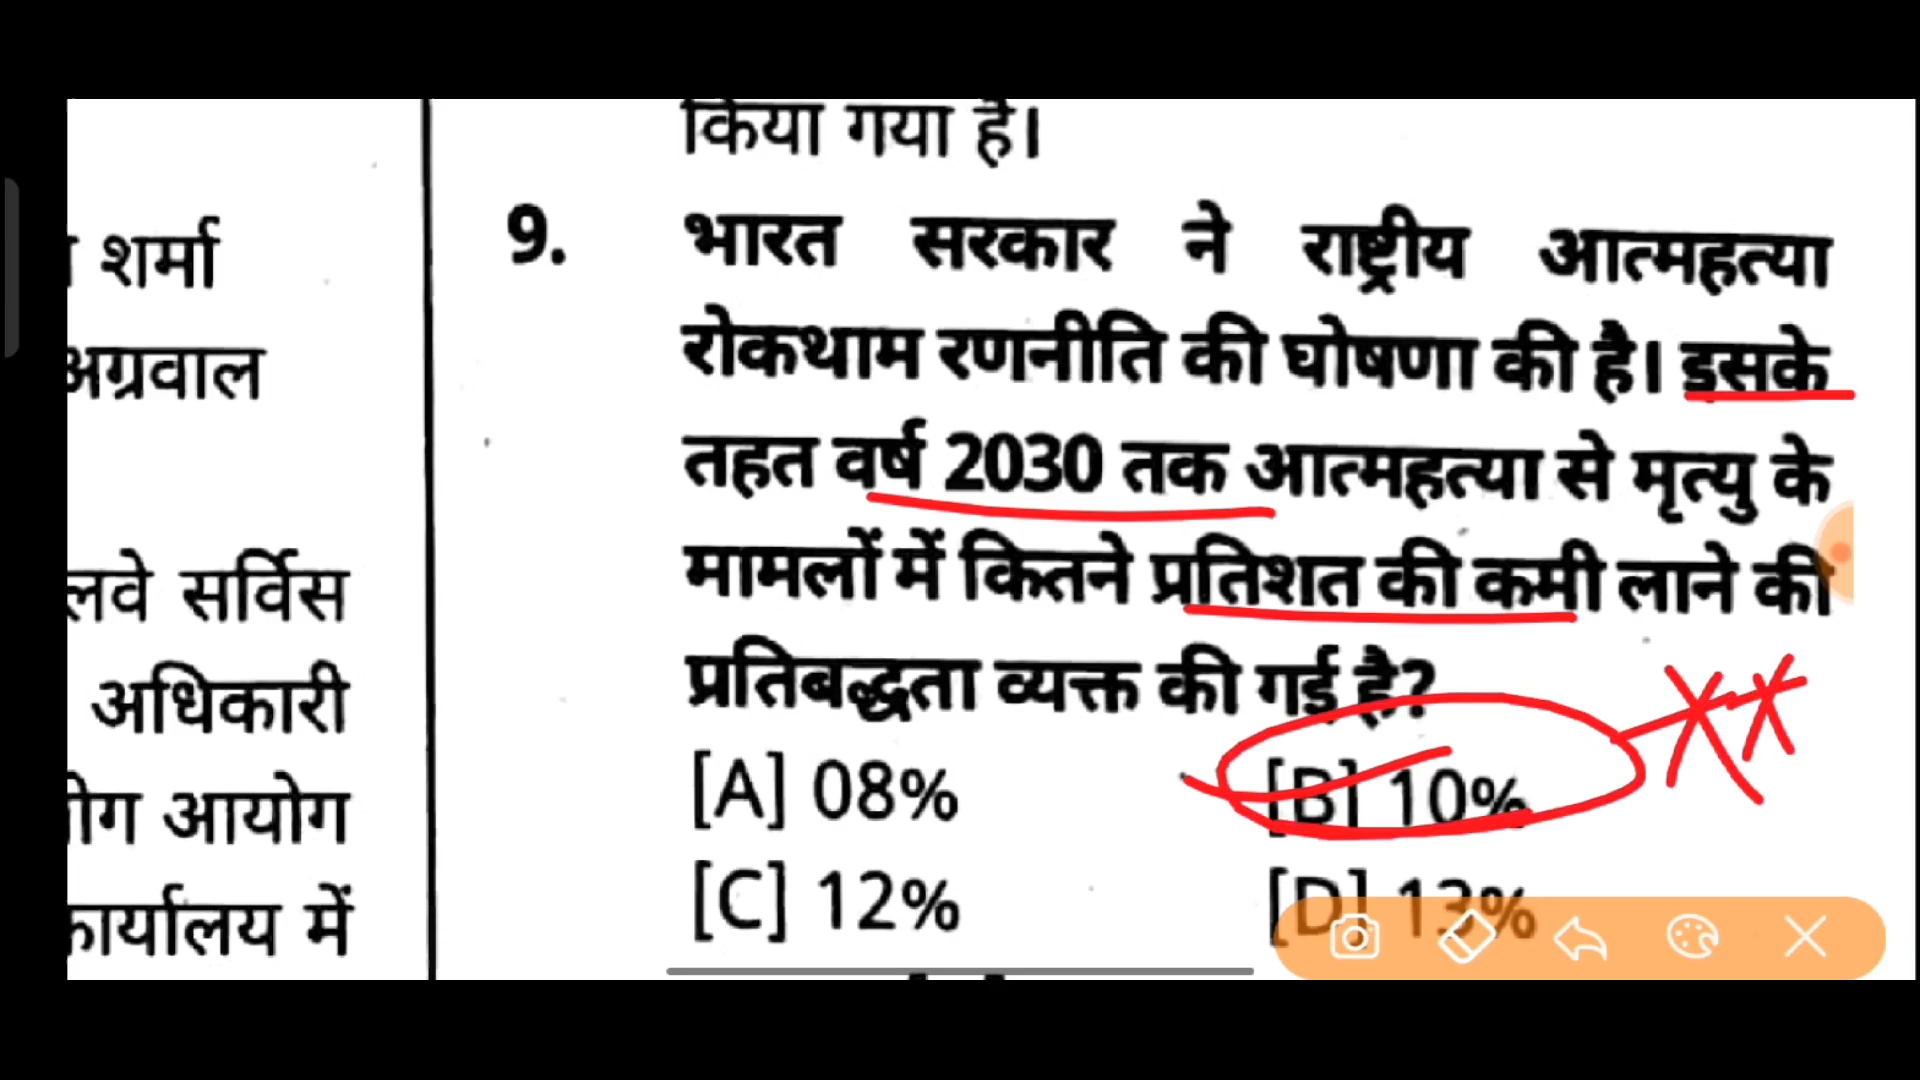 किया गया है।
शर्मा
अग्रवाल
सर्विस
अधिकारी
आयोग
कार्यालय में
9. भारत सरकार ने राष्ट्रीय आत्महत्या
रोकथाम रणनीति की घोषणा की है। इसके
तहत वर्ष 2030 तक आत्महत्या से मृत्यु के
मामलों में कितने प्रतिशत की कमी लाने की
प्रतिबद्धता व्यक्त की गई है?
[A] 08% [B] 10%
[C] 12% [D] 13%